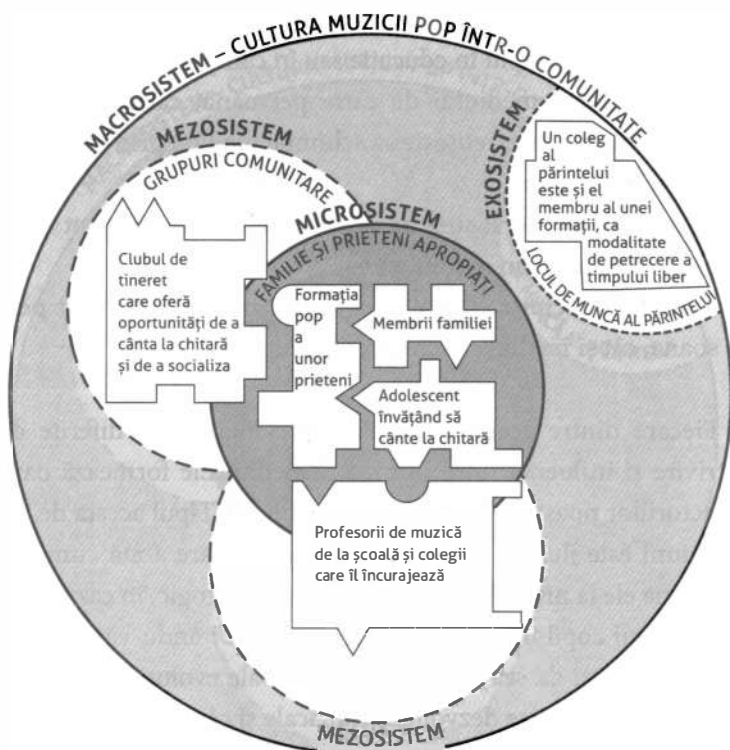 MACROSISTEM – CULTURA MUZICII POP ÎNTR-O COMUNITATE
MEZOSISTEM
GRUPURI COMUNITARE
Clubul de
tineret
care oferă
oportunități de a
cânta la chitară
și de a socializa
MICROSISTEM
FAMILIE ȘI PRIETENI APROPIAȚI
Formația
pop
a
unor
prieteni
Membrii familiei
Adolescent
învățând să
cânte la chitară
EXOSISTEM
Un coleg
al
părintelui
este și el
membru al unei
formații, ca
modalitate
de petrecere a
timpului liber
LOCUL DE MUNCĂ AL PĂRINTELUI
Profesorii de muzică
de la școală și colegii
care îl încurajează
MEZOSISTEM